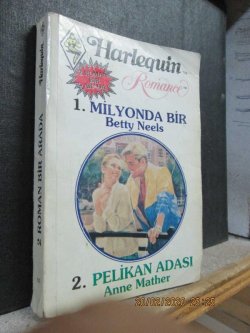 Harlequin
Romance
1. MİLYONDA BİR
Betty Neels
2. PELİKAN ADASI
Anne Mather
2 ROMAN BİR ARADA